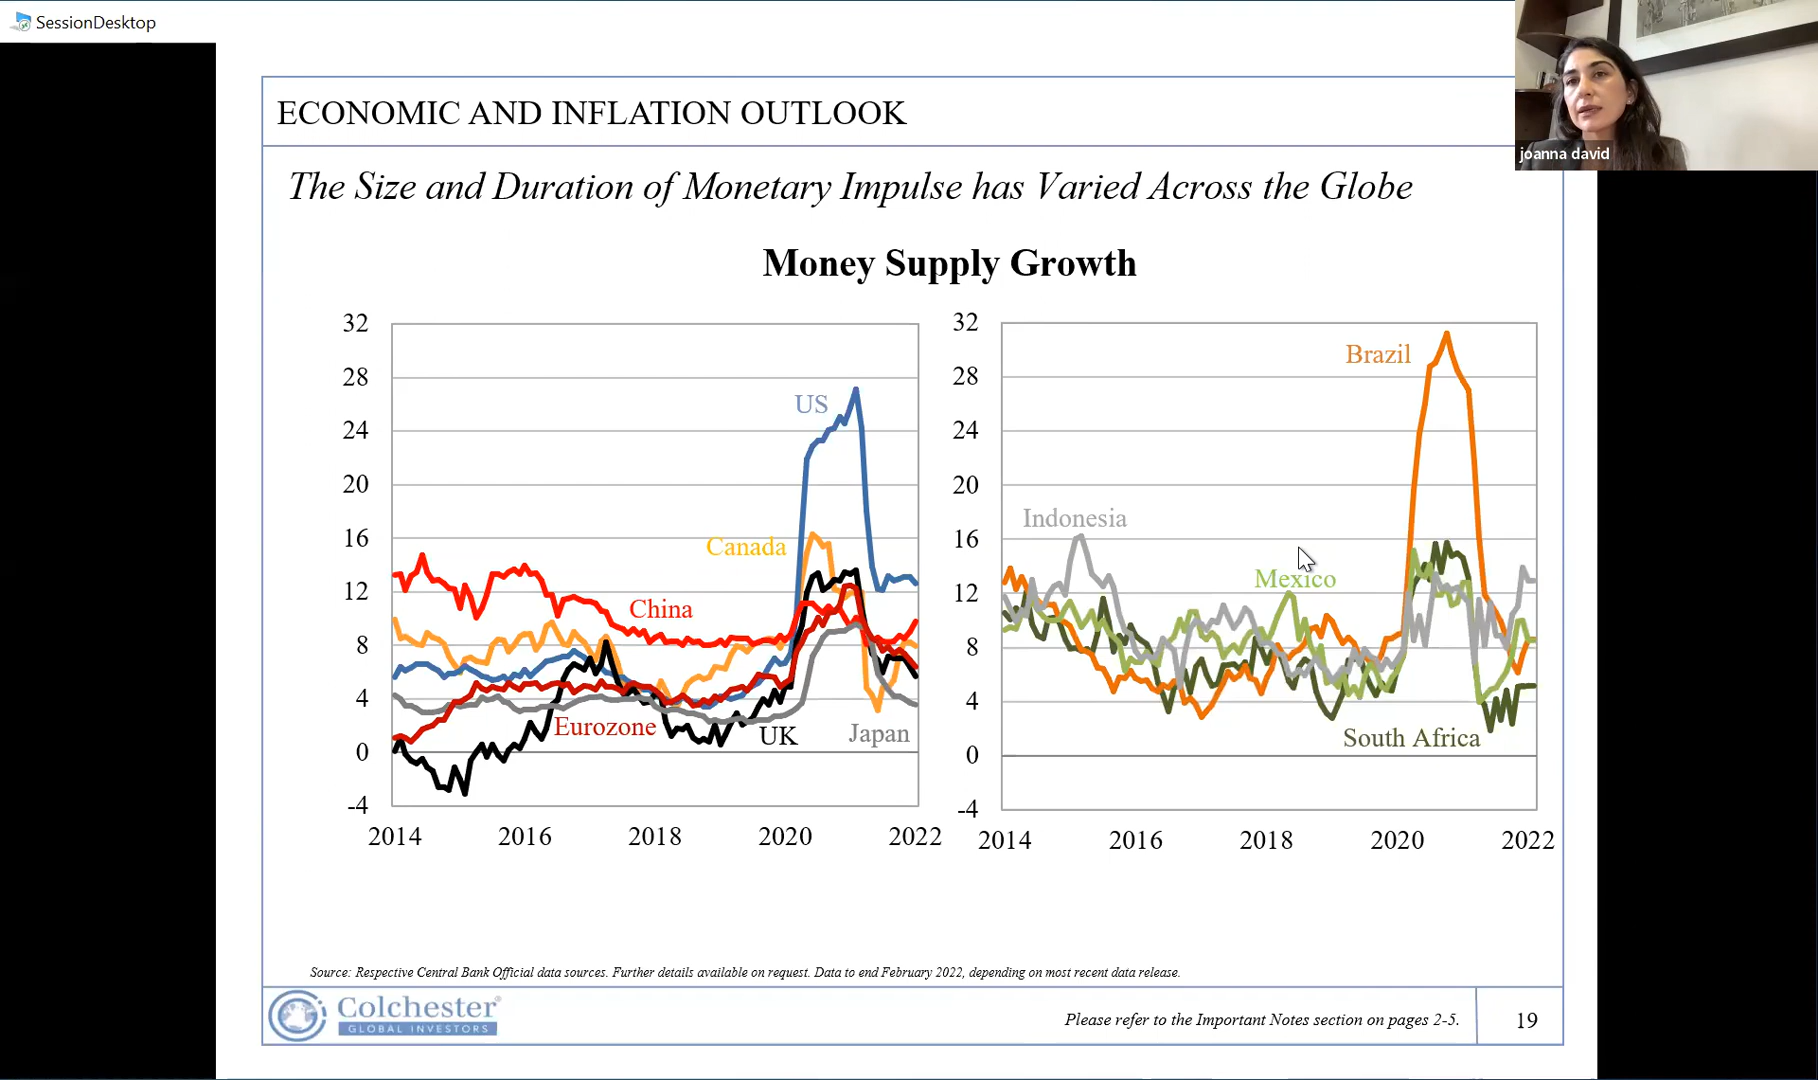 SessionDesktop
joanna david
ECONOMIC AND INFLATION OUTLOOK
The Size and Duration of Monetary Impulse has Varied Across the Globe
Money Supply Growth
32
28
24
20
16
12
8
4
0
-4
US
Canada
China
Eurozone
UK
Japan
2014
2016
2018
2020
2022
32
28
24
20
16
12
8
4
0
-4
Brazil
Indonesia
Mexico
South Africa
2014
2016
2018
2020
2022
Source: Respective Central Bank Official data sources. Further details available on request. Data to end February 2022, depending on most recent data release.
Colchester®
GLOBAL INVESTORS
Please refer to the Important Notes section on pages 2-5.
19